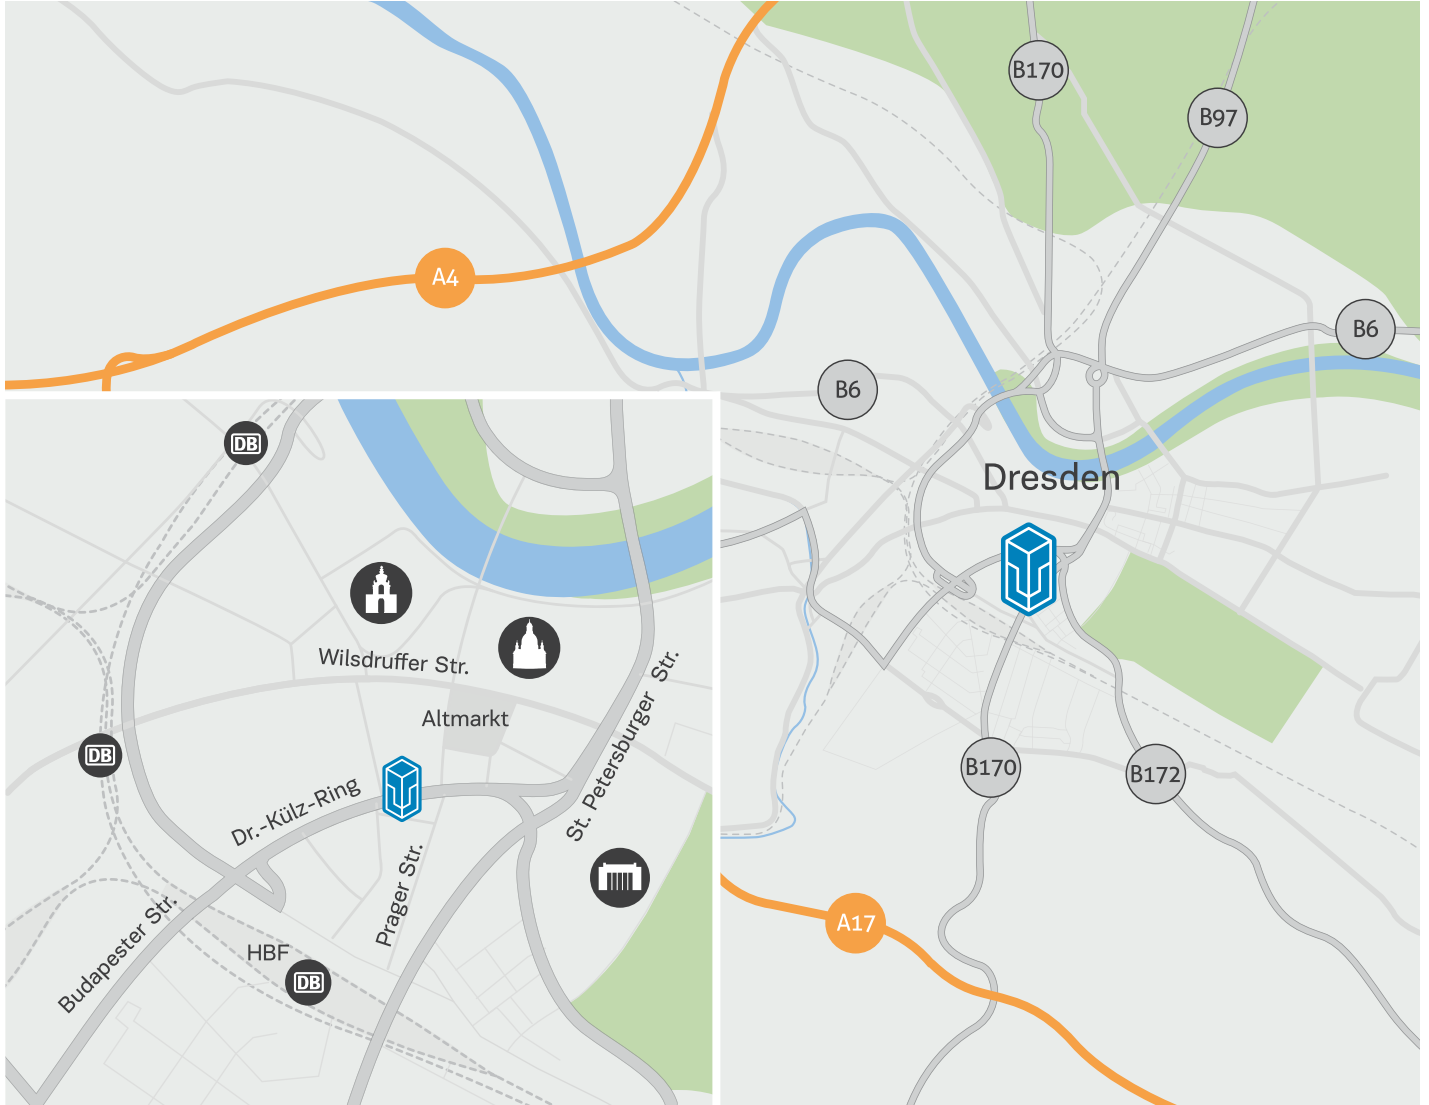 B170
B97
A4
B6
B6
Dresden
DB
Wilsdruffer Str.
Altmarkt
St. Petersburger Str.
DB
Dr.-Külz-Ring
B170
B172
Prager Str.
Budapester Str.
A17
HBF
DB